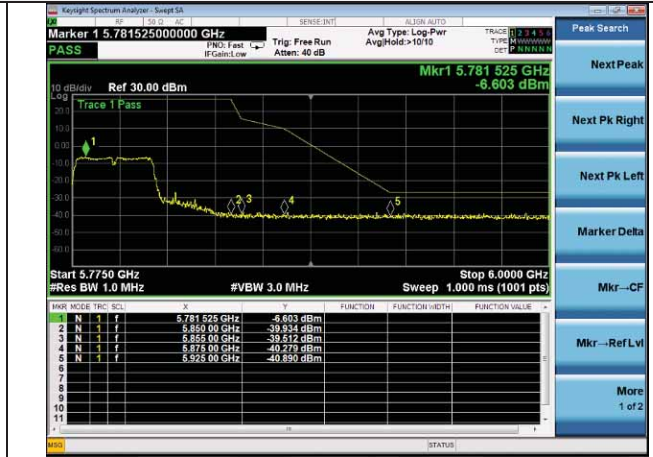 Keysight Spectrum Analyzer - Swept SA
RF 50 Ω AC SENSE:INT ALIGN AUTO
Marker 1 5.781525000000 GHz
PASS
PNO: Fast
IFGain:Low
Trig: Free Run
Atten: 40 dB
Avg Type: Log-Pwr
Avg|Hold:>10/10
TRACE 1 2 3 4 5 6
TYPE M WWWWW
DET P N N N N N
Peak Search
Mkr1 5.781 525 GHz
-6.603 dBm
10 dB/div Ref 30.00 dBm
Log
Trace 1 Pass
20.0
10.0
0.00
-10.0
-20.0
-30.0
-40.0
-50.0
-60.0
1
2 3 4 5
Start 5.7750 GHz
Stop 6.0000 GHz
#Res BW 1.0 MHz #VBW 3.0 MHz Sweep 1.000 ms (1001 pts)
MKR MODE TRC SCL X Y FUNCTION FUNCTION WIDTH FUNCTION VALUE
1 N 1 f 5.781 525 GHz -6.603 dBm
2 N 1 f 5.850 00 GHz -39.934 dBm
3 N 1 f 5.855 00 GHz -39.512 dBm
4 N 1 f 5.875 00 GHz -40.279 dBm
5 N 1 f 5.925 00 GHz -40.890 dBm
6
7
8
9
10
11
Next Peak
Next Pk Right
Next Pk Left
Marker Delta
Mkr→CF
Mkr→Ref Lvl
More
1 of 2
MSG
STATUS